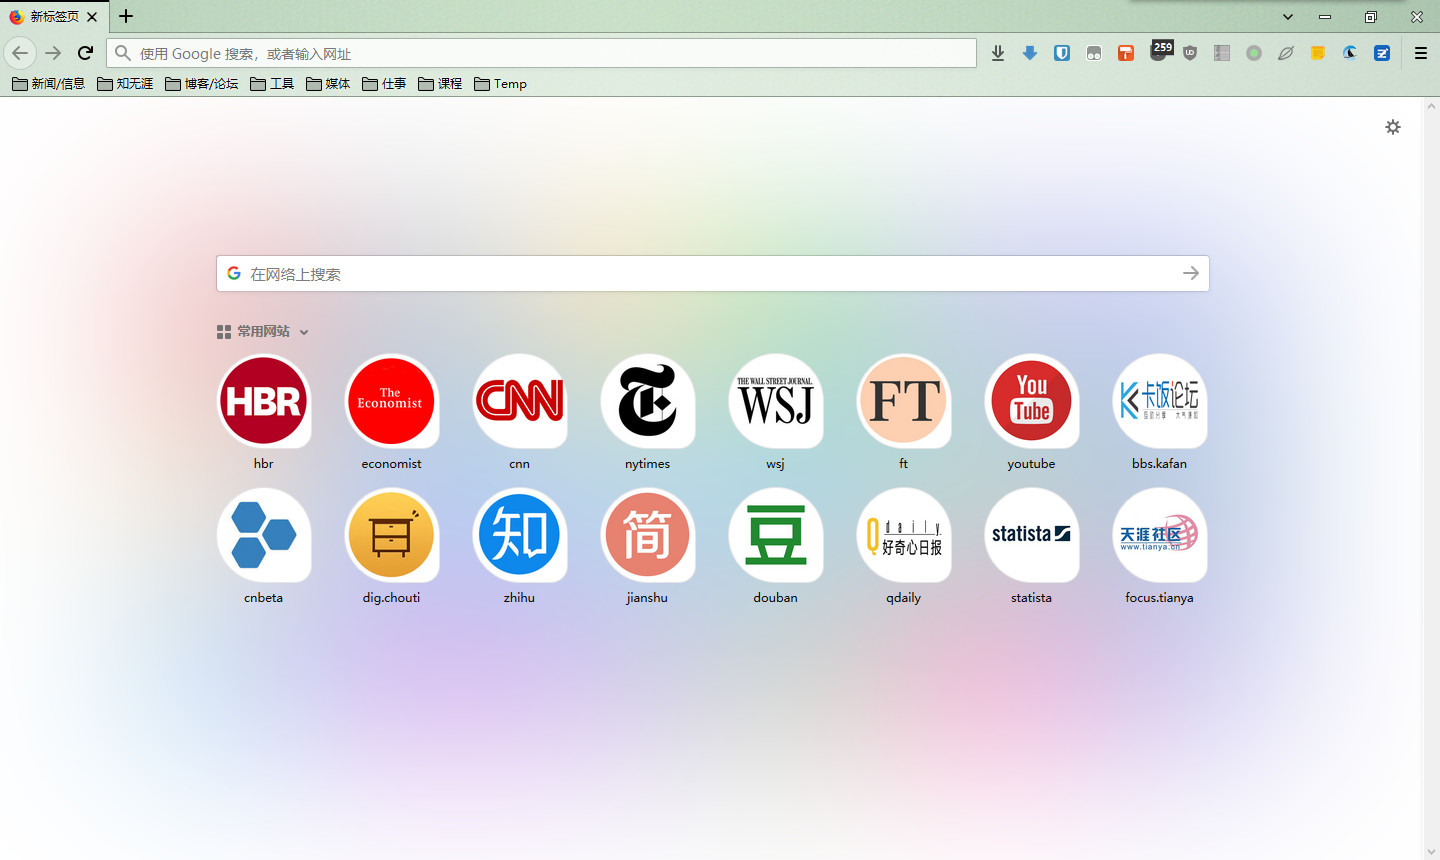 新标签页
使用 Google 搜索，或者输入网址
259
新闻/信息 知无涯 博客/论坛 工具 媒体 仕事 课程 Temp
在网络上搜索
常用网站
HBR The Economist CNN T THE WALL STREET JOURNAL WSJ FT You Tube 卡饭论坛
hbr economist cnn nytimes wsj ft youtube bbs.kafan
知 简 豆 Qdaily 好奇心日报 statista 天涯社区 www.tianya.cn
cnbeta dig.chouti zhihu jianshu douban qdaily statista focus.tianya